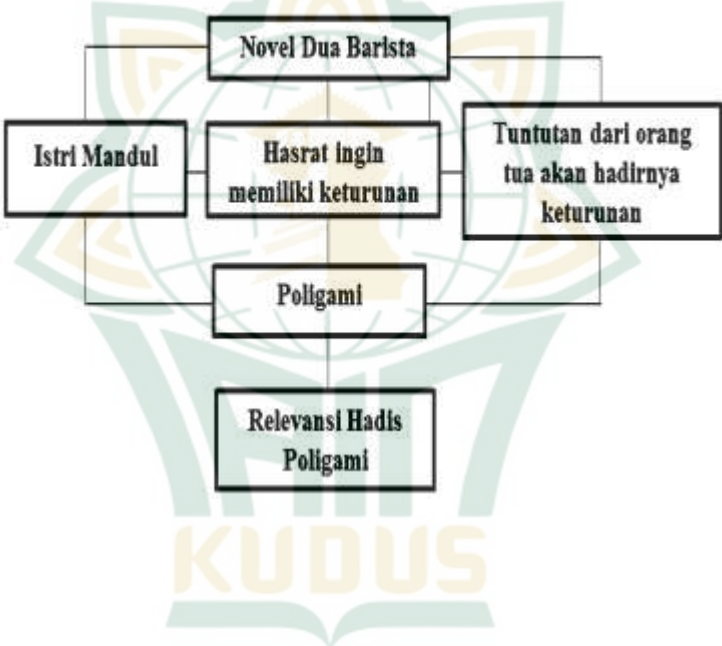 Novel Dua Barista
Istri Mandul
Hasrat ingin
memiliki keturunan
Tuntutan dari orang
tua akan hadirnya
keturunan
Poligami
Relevansi Hadis
Poligami
IAIN
KUDUS